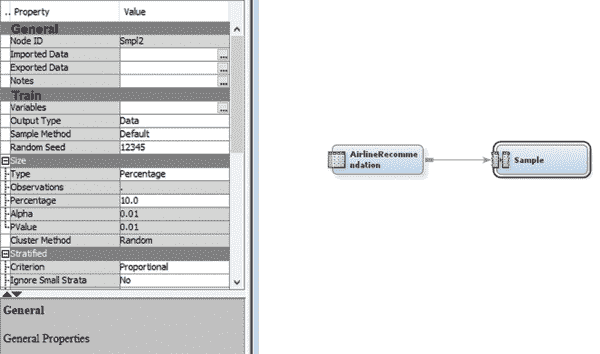 .. Property Value
General
Node ID Smpl2
Imported Data ...
Exported Data ...
Notes ...
Train
Variables ...
Output Type Data
Sample Method Default
Random Seed 12345
Size
Type Percentage
Observations .
Percentage 10.0
Alpha 0.01
PValue 0.01
Cluster Method Random
Stratified
Criterion Proportional
Ignore Small Strata No
General
General Properties
AirlineRecomme
ndation
Sample